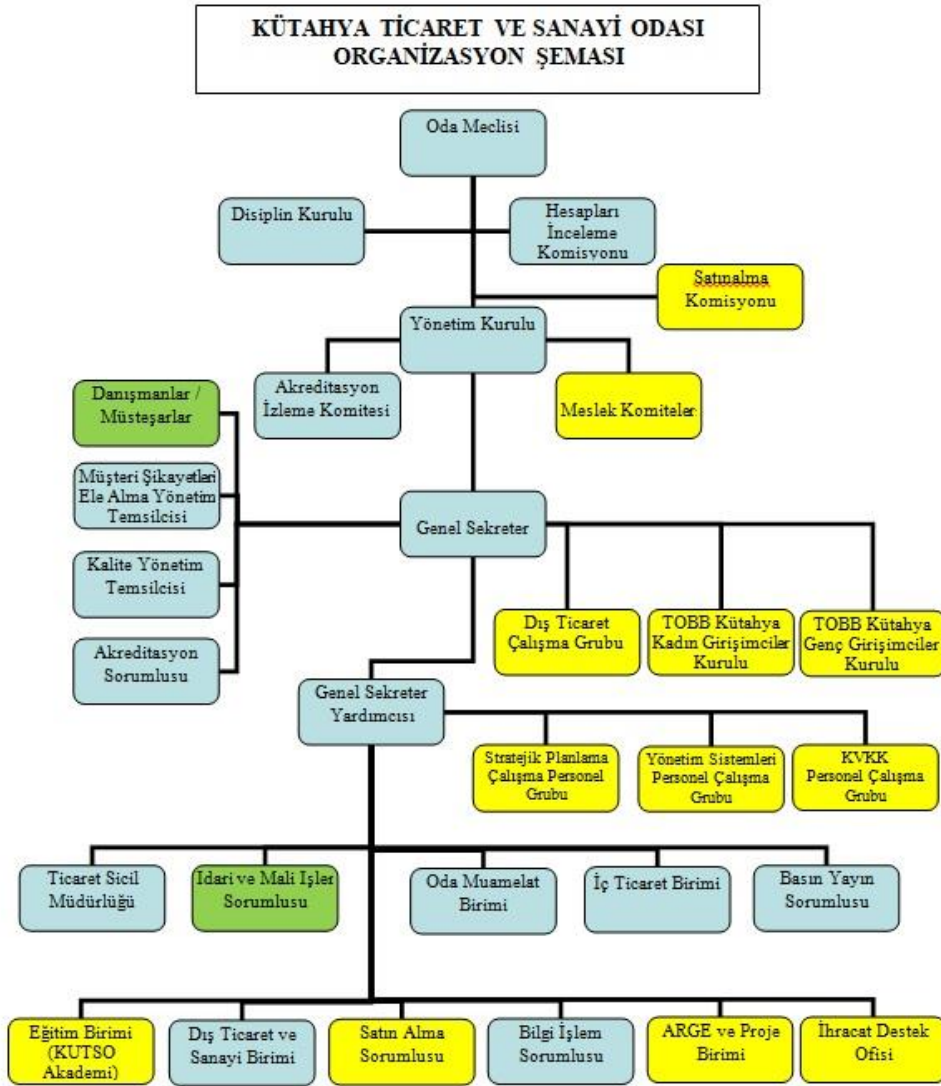 KÜTAHYA TİCARET VE SANAYİ ODASI
ORGANİZASYON ŞEMASI
Oda Meclisi
Disiplin Kurulu
Hesapları
İnceleme
Komisyonu
Satınalma
Komisyonu
Yönetim Kurulu
Akreditasyon
İzleme Komitesi
Meslek Komiteler
Danışmanlar /
Müsteşarlar
Müşteri Şikayetleri
Ele Alma Yönetim
Temsilcisi
Genel Sekreter
Kalite Yönetim
Temsilcisi
Akreditasyon
Sorumlusu
Dış Ticaret
Çalışma Grubu
TOBB Kütahya
Kadın Girişimciler
Kurulu
TOBB Kütahya
Genç Girişimciler
Kurulu
Genel Sekreter
Yardımcısı
Stratejik Planlama
Çalışma Personel
Grubu
Yönetim Sistemleri
Personel Çalışma
Grubu
KVKK
Personel Çalışma
Grubu
Ticaret Sicil
Müdürlüğü
Idari ve Mali Işler
Sorumlusu
Oda Muamelat
Birimi
İç Ticaret Birimi
Basın Yayın
Sorumlusu
Eğitim Birimi
(KUTSO
Akademi)
Dış Ticaret ve
Sanayi Birimi
Satın Alma
Sorumlusu
Bilgi İşlem
Sorumlusu
ARGE ve Proje
Birimi
İhracat Destek
Ofisi